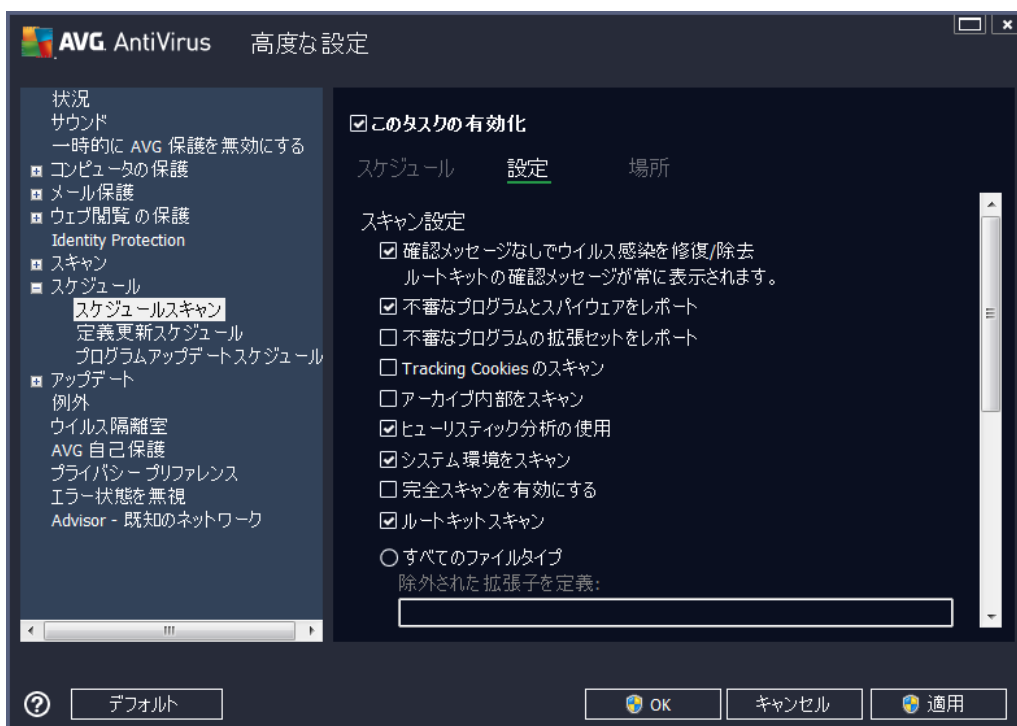 AVG. AntiVirus 高度な設定
状況
サウンド
一時的に AVG 保護を無効にする
コンピュータの保護
メール保護
ウェブ閲覧 の保護
Identity Protection
スキャン
スケジュール
スケジュールスキャン
定義更新スケジュール
プログラムアップデートスケジュール
アップデート
例外
ウイルス隔離室
AVG 自己保護
プライバシー プリファレンス
エラー状態を無視
Advisor - 既知のネットワーク
このタスクの有効化
スケジュール 設定 場所
スキャン設定
確認メッセージなしでウイルス感染を修復/除去
ルートキットの確認メッセージが常に表示されます。
不審なプログラムとスパイウェアをレポート
不審なプログラムの拡張セットをレポート
Tracking Cookies のスキャン
アーカイブ内部をスキャン
ヒューリスティック分析の使用
システム環境をスキャン
完全スキャンを有効にする
ルートキットスキャン
すべてのファイルタイプ
除外された拡張子を定義:
デフォルト OK キャンセル 適用